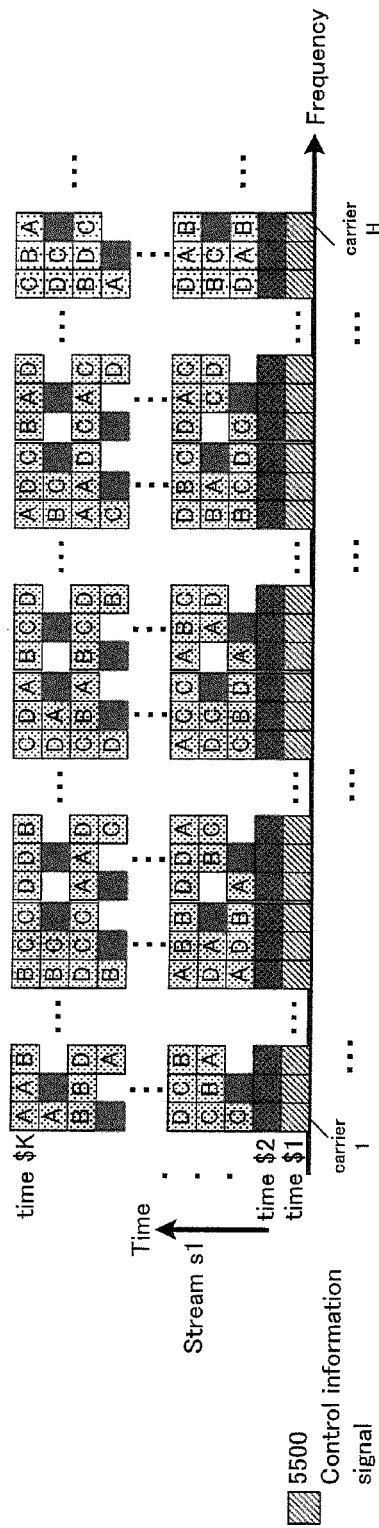 time $K
A A B B C C D D B C D A B C D A D C B A D C B A
A B C D A B C D C
B B D D C C A A D C B A B C D A A D C A C B D C
A B C D B C D A
Time
D C B A B B D D A A C C A B C D B C D A C D A B
C B A D A B C D C A D B A C D B C
C A D B A C B D A B C D C D A B
Stream s1
time $2
time $1
Frequency
carrier
1
carrier
H
5500
Control information
signal